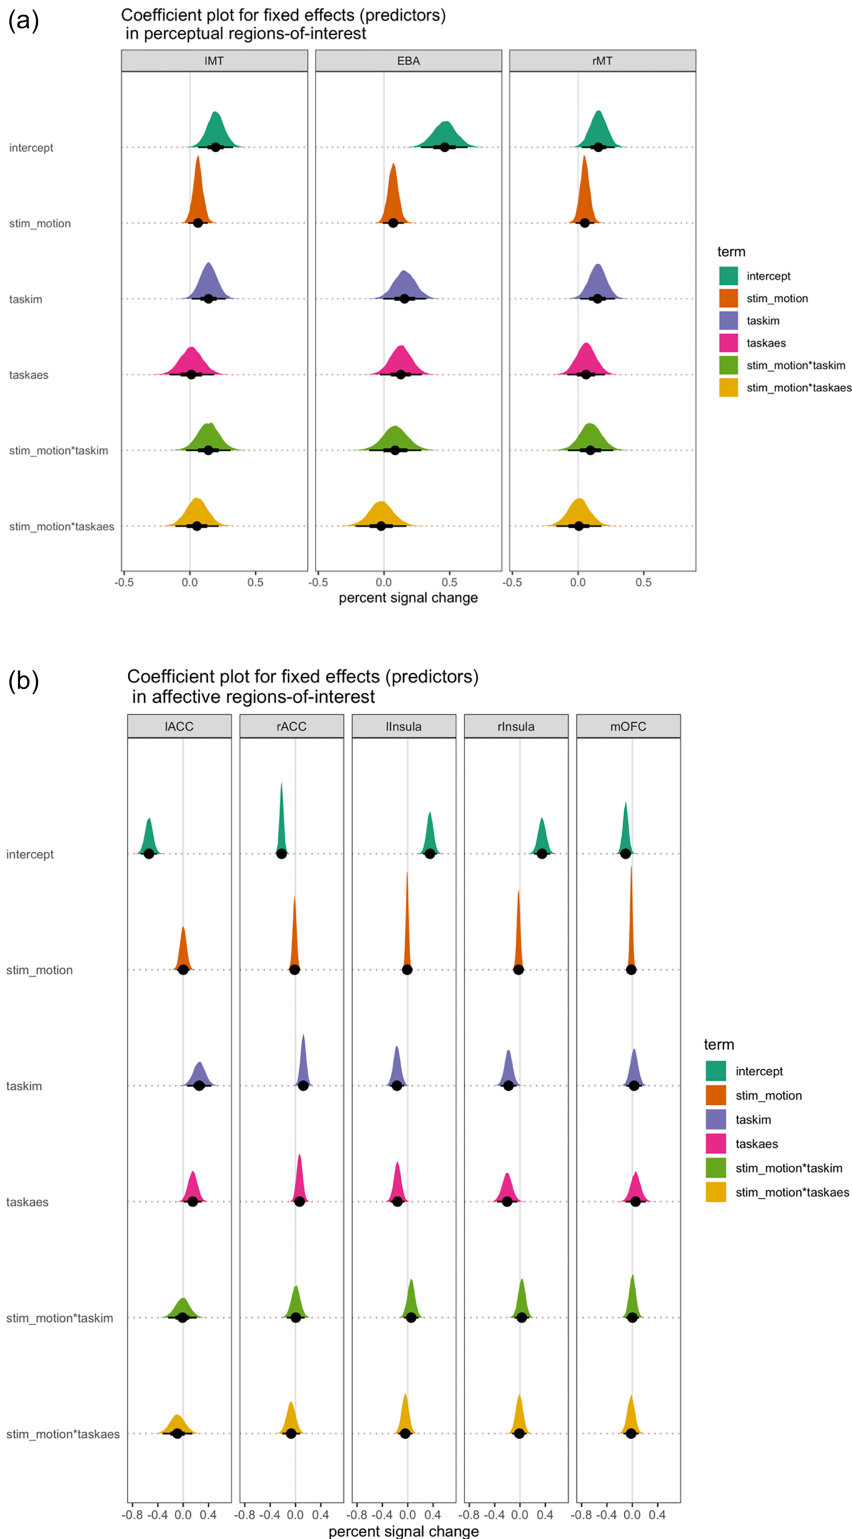 (a)
Coefficient plot for fixed effects (predictors)
in perceptual regions-of-interest
lMT EBA rMT
intercept
stim_motion
taskim
taskaes
stim_motion*taskim
stim_motion*taskaes
-0.5 0.0 0.5 -0.5 0.0 0.5 -0.5 0.0 0.5
percent signal change
term
intercept
stim_motion
taskim
taskaes
stim_motion*taskim
stim_motion*taskaes
(b)
Coefficient plot for fixed effects (predictors)
in affective regions-of-interest
lACC rACC lInsula rInsula mOFC
intercept
stim_motion
taskim
taskaes
stim_motion*taskim
stim_motion*taskaes
-0.8 -0.4 0.0 0.4 -0.8 -0.4 0.0 0.4 -0.8 -0.4 0.0 0.4 -0.8 -0.4 0.0 0.4 -0.8 -0.4 0.0 0.4
percent signal change
term
intercept
stim_motion
taskim
taskaes
stim_motion*taskim
stim_motion*taskaes